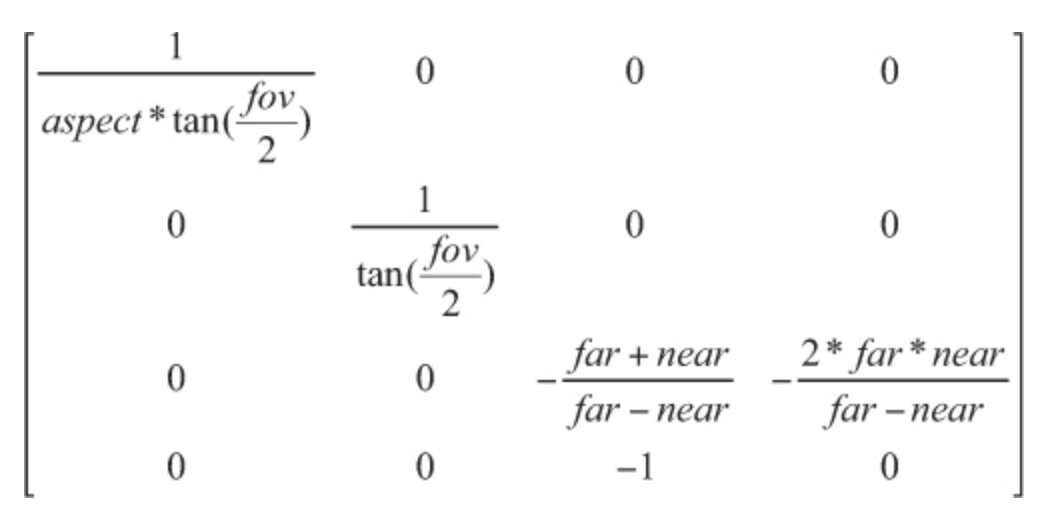 1/(aspect*tan(fov/2)) 0 0 0
0 1/(tan(fov/2)) 0 0
0 0 -(far+near)/(far-near) -(2*far*near)/(far-near)
0 0 -1 0